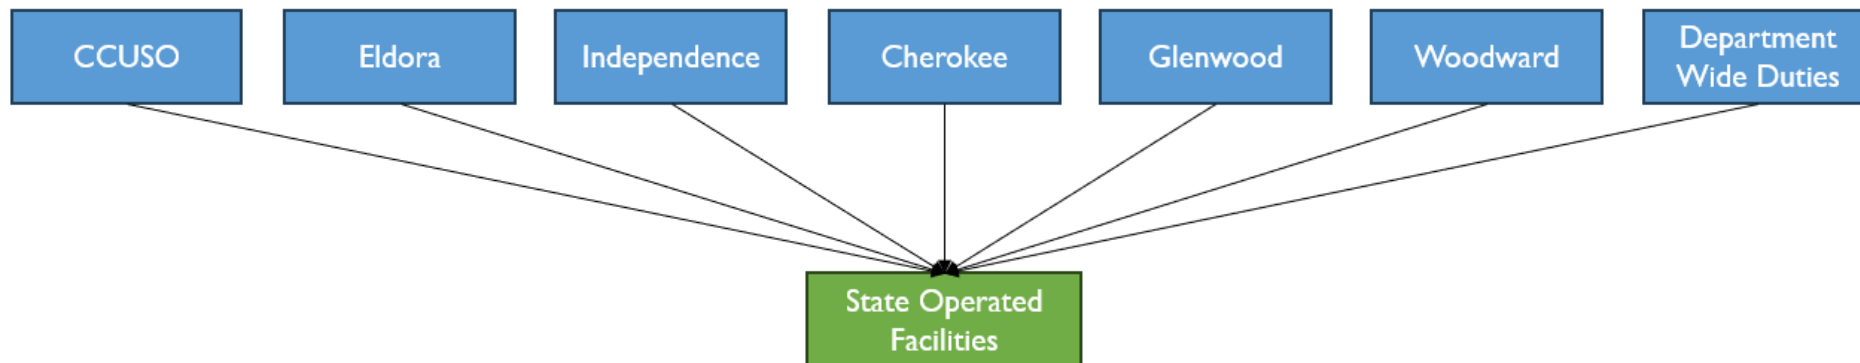 CCUSO
Eldora
Independence
Cherokee
Glenwood
Woodward
Department
Wide Duties
State Operated
Facilities